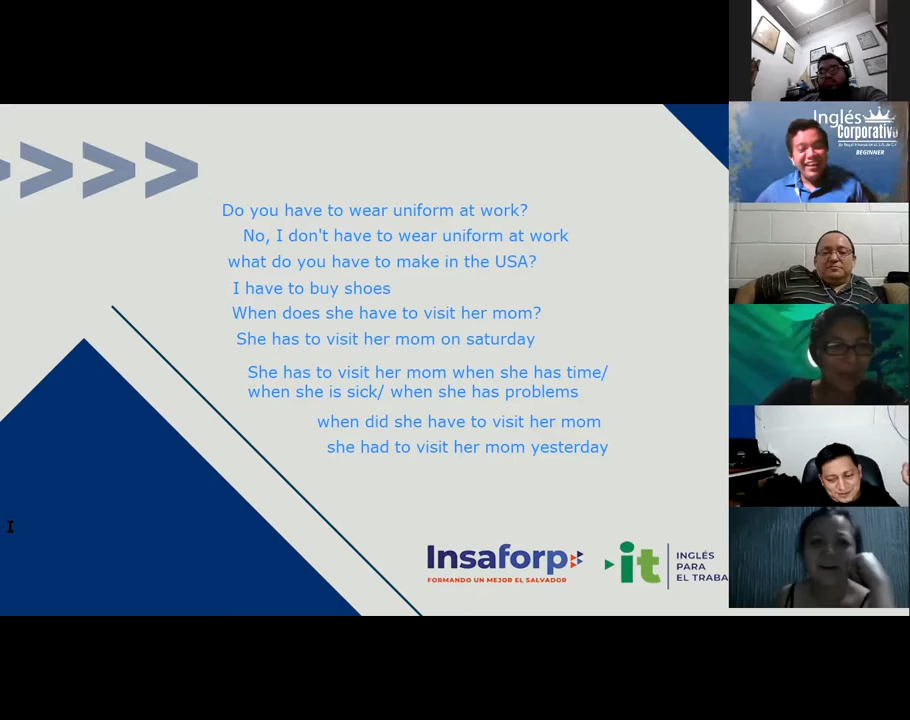 Inglés
Corporativo
BEGINNER
Do you have to wear uniform at work?
No, I don't have to wear uniform at work
what do you have to make in the USA?
I have to buy shoes
When does she have to visit her mom?
She has to visit her mom on saturday
She has to visit her mom when she has time/
when she is sick/ when she has problems
when did she have to visit her mom
she had to visit her mom yesterday
Insaforp
FORMANDO UN MEJOR EL SALVADOR
it
INGLÉS
PARA
EL TRABA